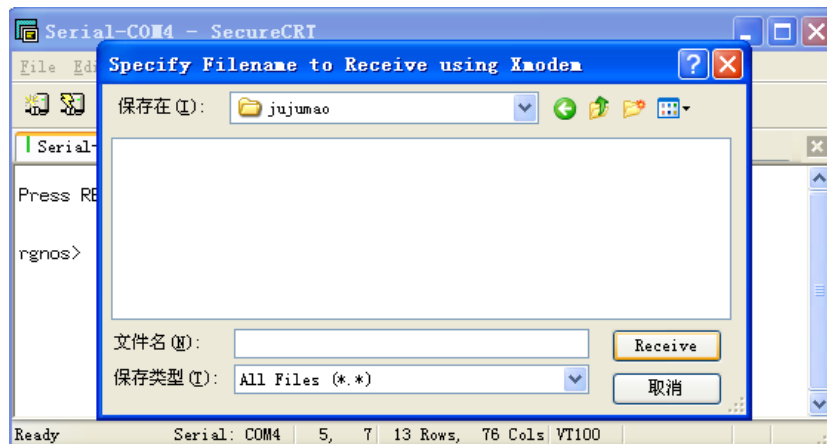 Serial-COM4 - SecureCRT
Specify Filename to Receive using Xmodem
File Edi
保存在(I): jujumao
Serial-
Press RE
rgnos>
文件名(N):
Receive
保存类型(T): All Files (*.*)
取消
Ready Serial: COM4 5, 7 13 Rows, 76 Cols VT100